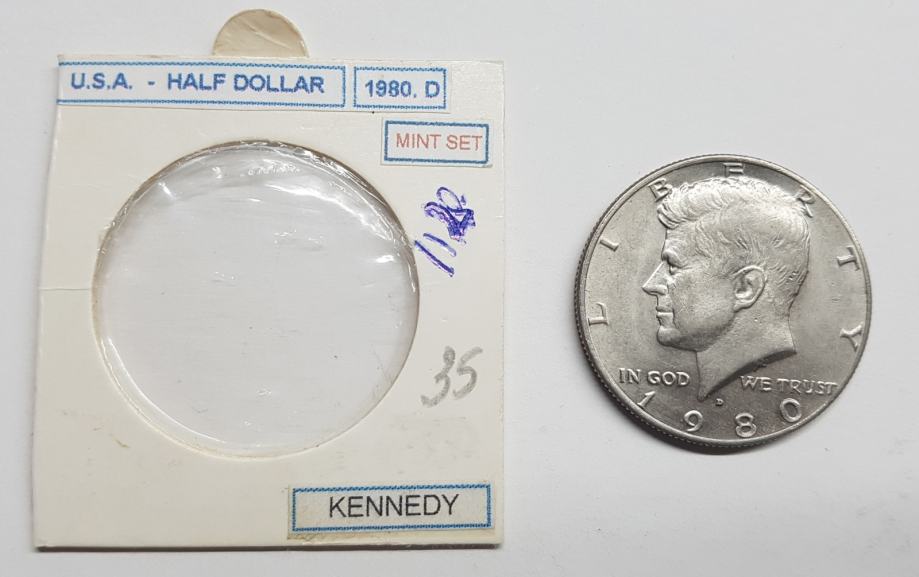 U.S.A. - HALF DOLLAR
1980. D
MINT SET
35
KENNEDY
LIBERTY
IN GOD WE TRUST
D
1980